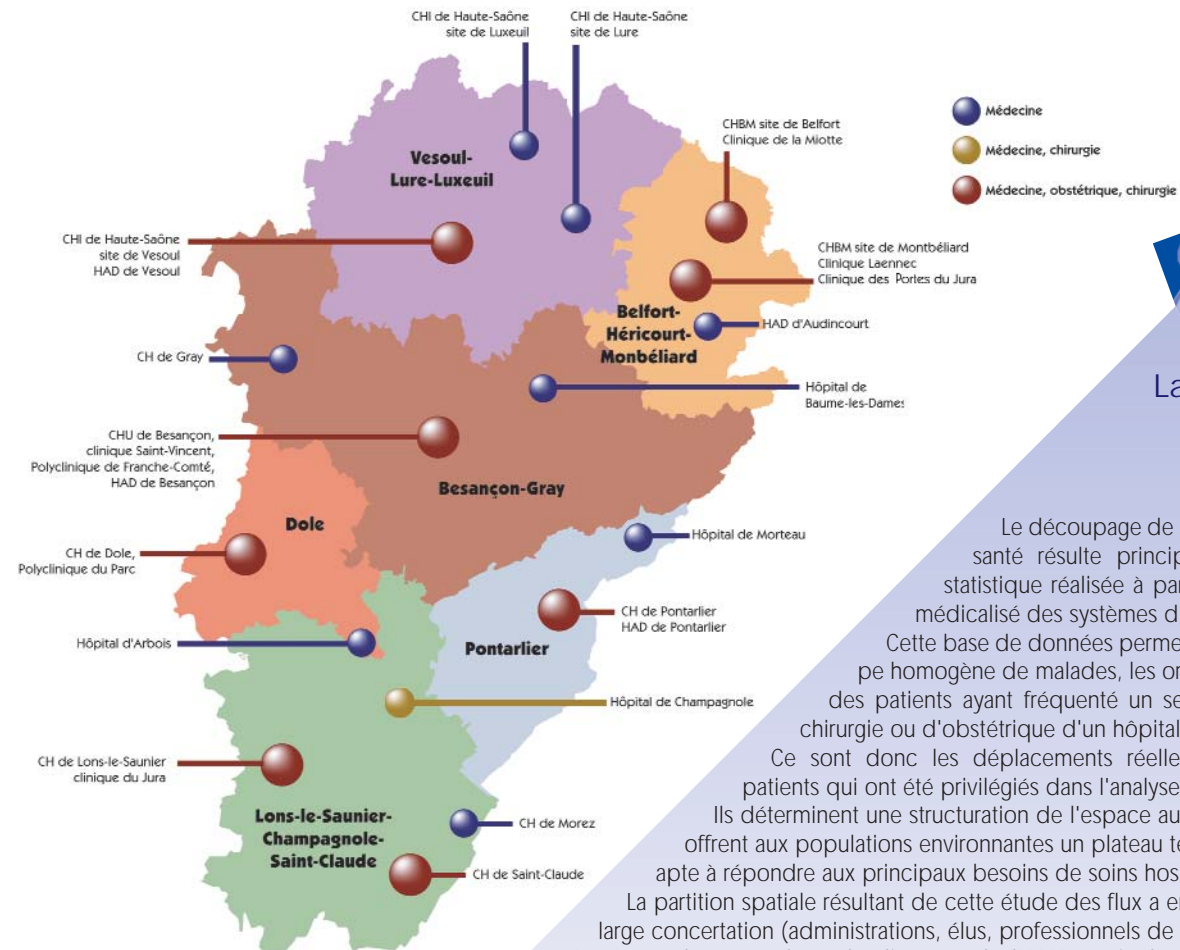 CHI de Haute-Saône
site de Luxeuil
CHI de Haute-Saône
site de Lure
Médecine
Médecine, chirurgie
Médecine, obstétrique, chirurgie
CHBM site de Belfort
Clinique de la Miotte
Vesoul-
Lure-Luxeuil
CHI de Haute-Saône
site de Vesoul
HAD de Vesoul
CHBM site de Montbéliard
Clinique Laennec
Clinique des Portes du Jura
Belfort-
Héricourt-
Monbéliard
HAD d'Audincourt
CH de Gray
Hôpital de
Baume-les-Dames
CHU de Besançon,
clinique Saint-Vincent,
Polyclinique de Franche-Comté,
HAD de Besançon
Besançon-Gray
Dole
CH de Dole,
Polyclinique du Parc
Hôpital de Morteau
CH de Pontarlier
HAD de Pontarlier
Hôpital d'Arbois
Pontarlier
Hôpital de Champagnole
CH de Lons-le-Saunier
clinique du Jura
Lons-le-Saunier-
Champagnole-
Saint-Claude
CH de Morez
CH de Saint-Claude
La
Le découpage de
santé résulte princip
statistique réalisée à par
médicalisé des systèmes d
Cette base de données perme
pe homogène de malades, les or
des patients ayant fréquenté un se
chirurgie ou d'obstétrique d'un hôpital
Ce sont donc les déplacements réelle
patients qui ont été privilégiés dans l'analyse
Ils déterminent une structuration de l'espace au
offrent aux populations environnantes un plateau te
apte à répondre aux principaux besoins de soins hos
La partition spatiale résultant de cette étude des flux a e
large concertation (administrations, élus, professionnels de